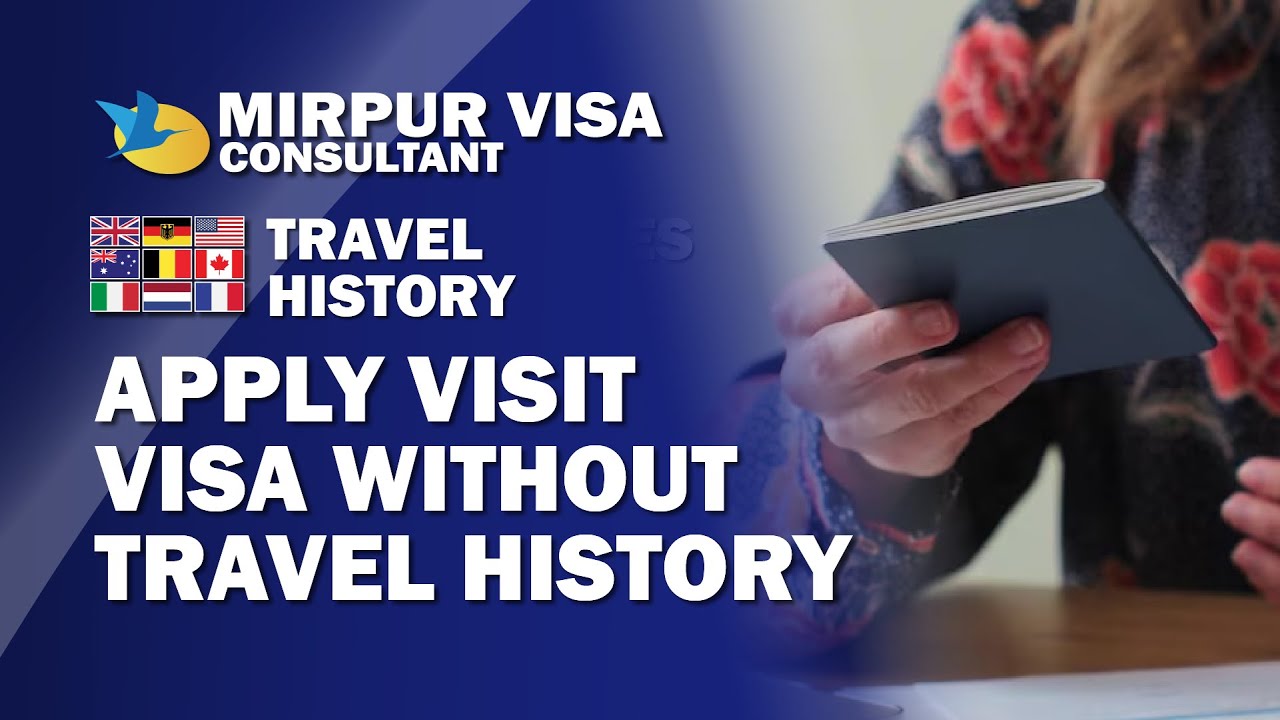 MIRPUR VISA
CONSULTANT
TRAVEL
HISTORY
APPLY VISIT
VISA WITHOUT
TRAVEL HISTORY